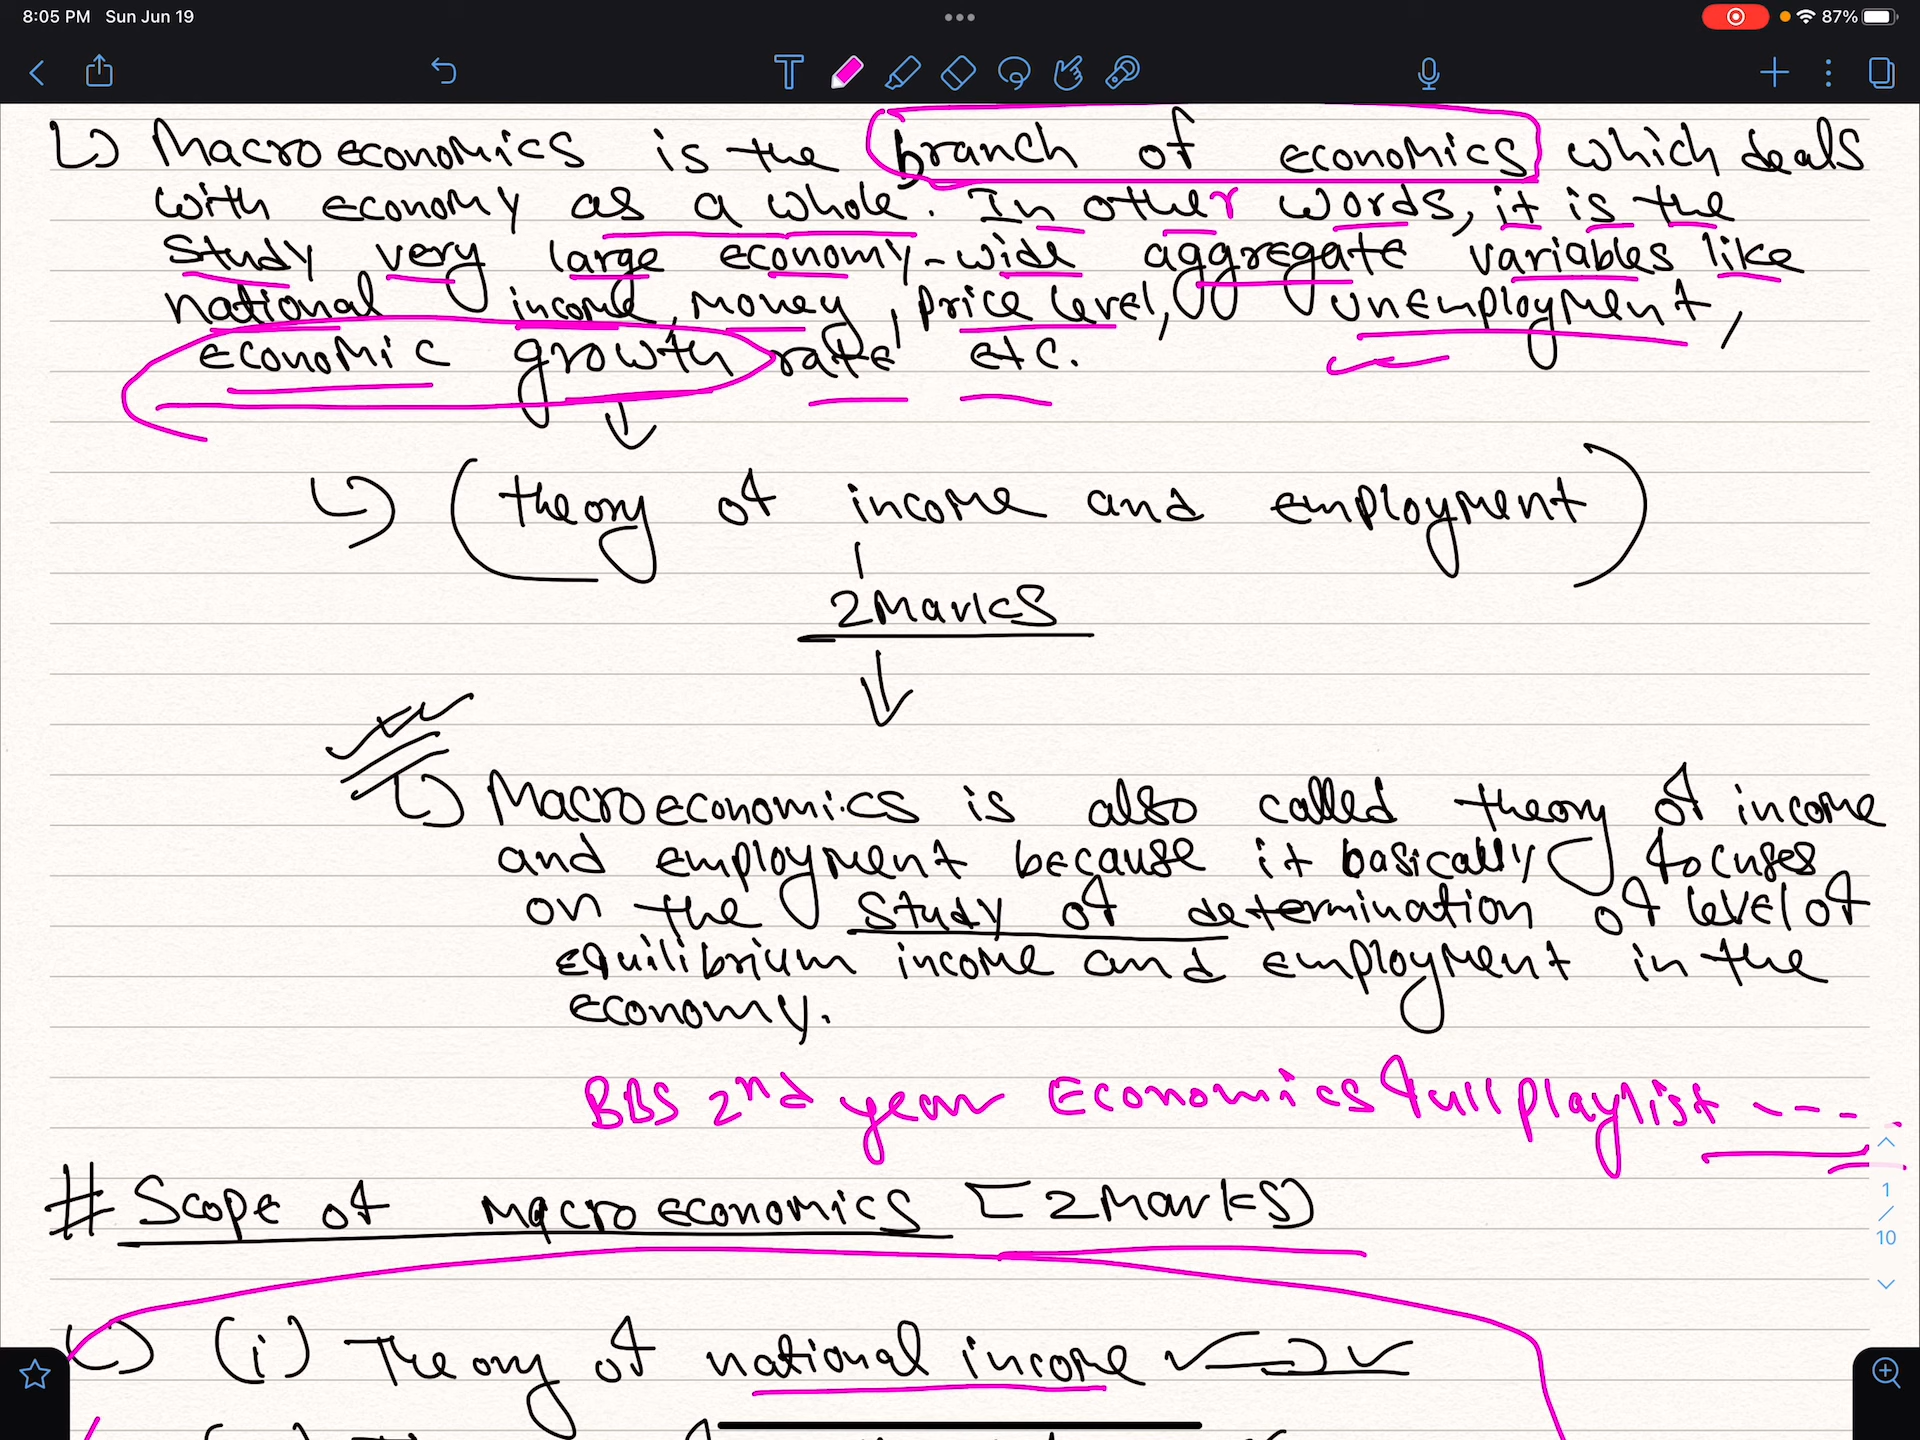 8:05 PM Sun Jun 19
87%
Macroeconomics is the branch of economics which deals
with economy as a whole. In other words, it is the
study very large economy-wide aggregate variables like
national income, money, price level, unemployment,
economic growth rate etc.
(theory of income and employment)
2 Marks
Macroeconomics is also called theory of income
and employment because it basically focuses
on the study of determination of level of
equilibrium income and employment in the
economy.
BBS 2nd year Economics full playlist ----
# Scope of Macroeconomics [2 Marks]
(i) Theory of national income
1
/
10